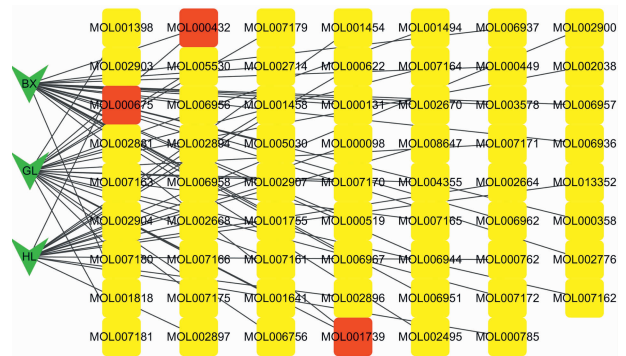 MOL001398 MOL000432 MOL007179 MOL001454 MOL001494 MOL006937 MOL002900
MOL002903 MOL005530 MOL002714 MOL000622 MOL007164 MOL000449 MOL002038
BX
MOL000675 MOL006956 MOL001458 MOL000131 MOL002670 MOL003578 MOL006957
MOL002881 MOL002894 MOL005030 MOL000098 MOL008647 MOL007171 MOL006936
GL
MOL007163 MOL006958 MOL002907 MOL007170 MOL004355 MOL002664 MOL013352
MOL002904 MOL002668 MOL001755 MOL000519 MOL007165 MOL006962 MOL000358
HL
MOL007180 MOL007166 MOL007161 MOL006967 MOL006944 MOL000762 MOL002776
MOL001818 MOL007175 MOL001641 MOL002896 MOL006951 MOL007172 MOL007162
MOL007181 MOL002897 MOL006756 MOL001739 MOL002495 MOL000785